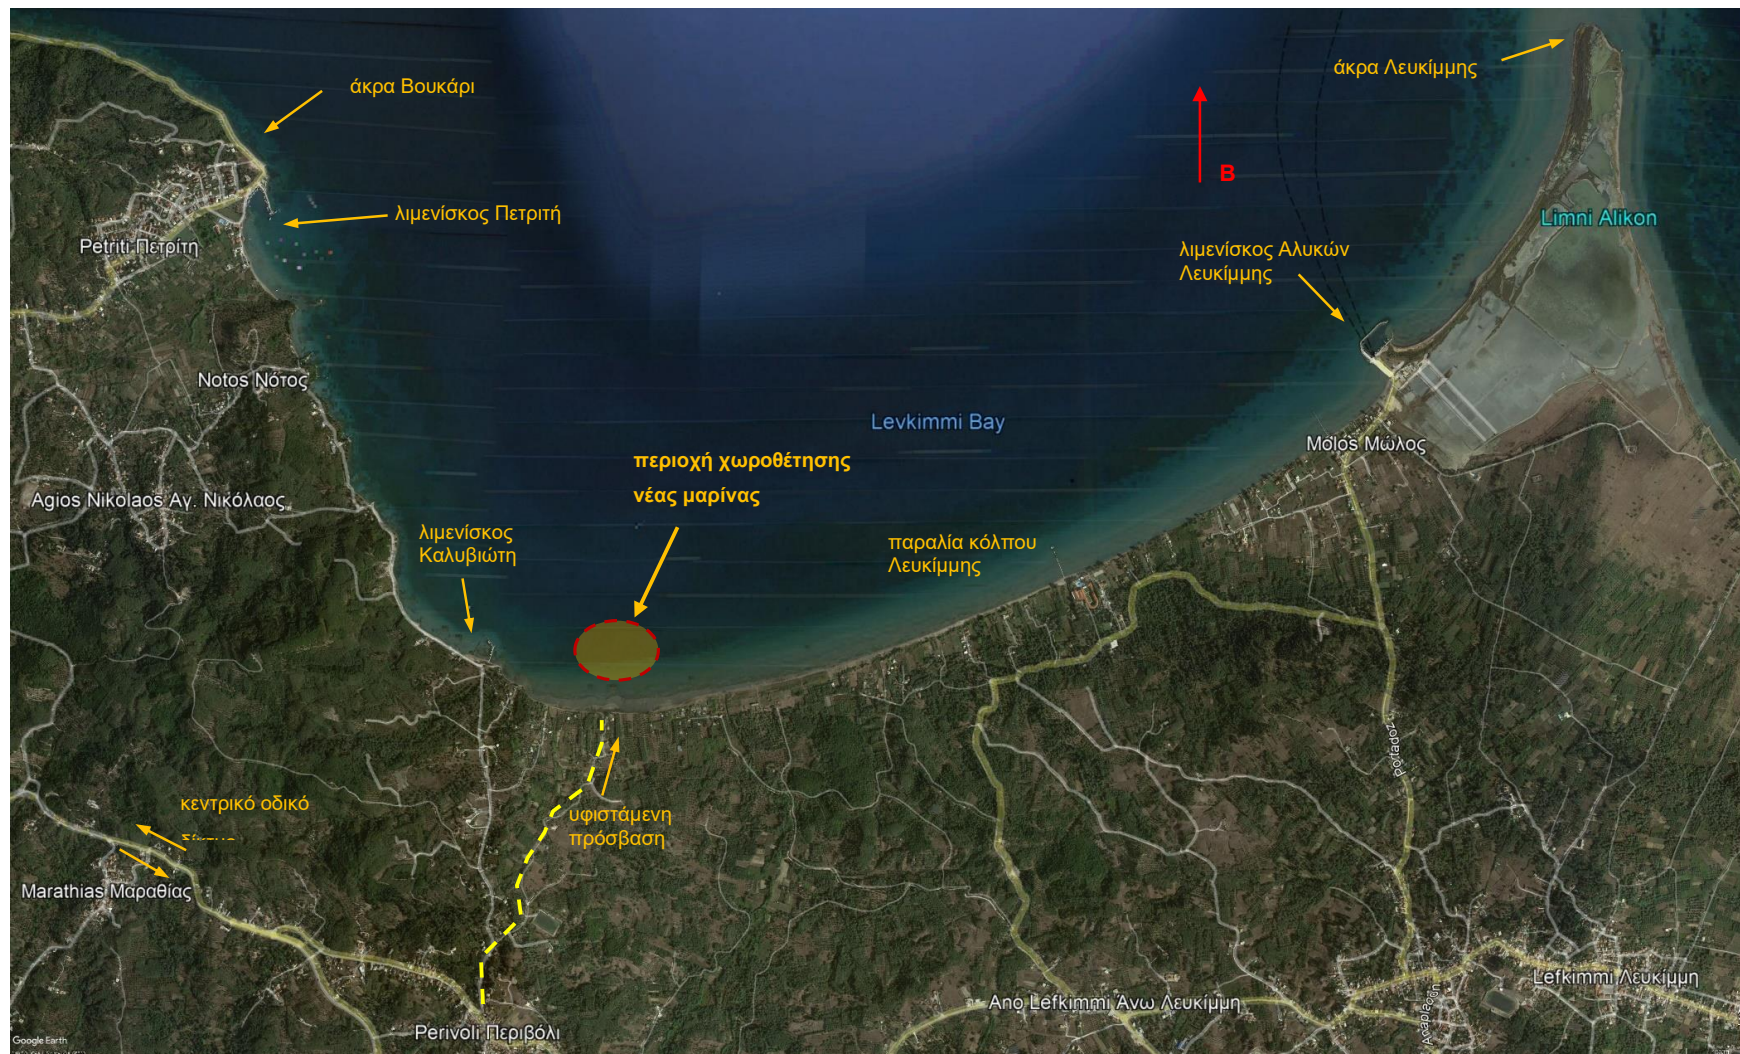 άκρα Λευκίμμης
άκρα Βουκάρι
B
λιμενίσκος Πετριτή
Limni Alikon
Petriti Πετρίτη
λιμενίσκος Αλυκών
Λευκίμμης
Notos Νότος
Levkimmi Bay
Molos Μώλος
περιοχή χωροθέτησης
νέας μαρίνας
Agios Nikolaos Αγ. Νικόλαος
λιμενίσκος
Καλυβιώτη
παραλία κόλπου
Λευκίμμης
Portados
κεντρικό οδικό
υφιστάμενη
πρόσβαση
Marathias Μαραθίας
Lefkimmi Λευκίμμη
Ano Lefkimmi Άνω Λευκίμμη
Perivoli Περιβόλι
Google Earth